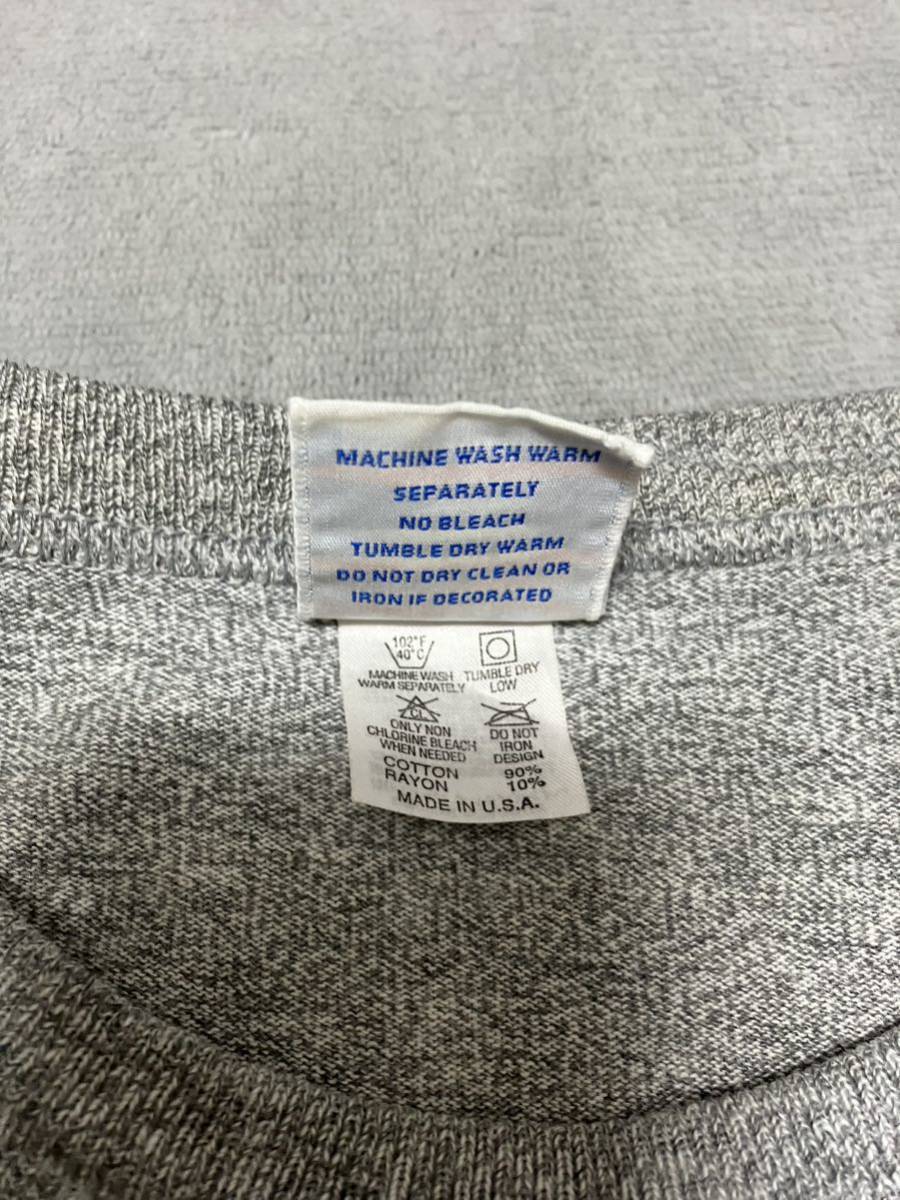 MACHINE WASH WARM
SEPARATELY
NO BLEACH
TUMBLE DRY WARM
DO NOT DRY CLEAN OR
IRON IF DECORATED
102°F
40°C
MACHINE WASH
WARM SEPARATELY
TUMBLE DRY
LOW
CL
ONLY NON
CHLORINE BLEACH
WHEN NEEDED
DO NOT
IRON
DESIGN
COTTON 90%
RAYON 10%
MADE IN U.S.A.